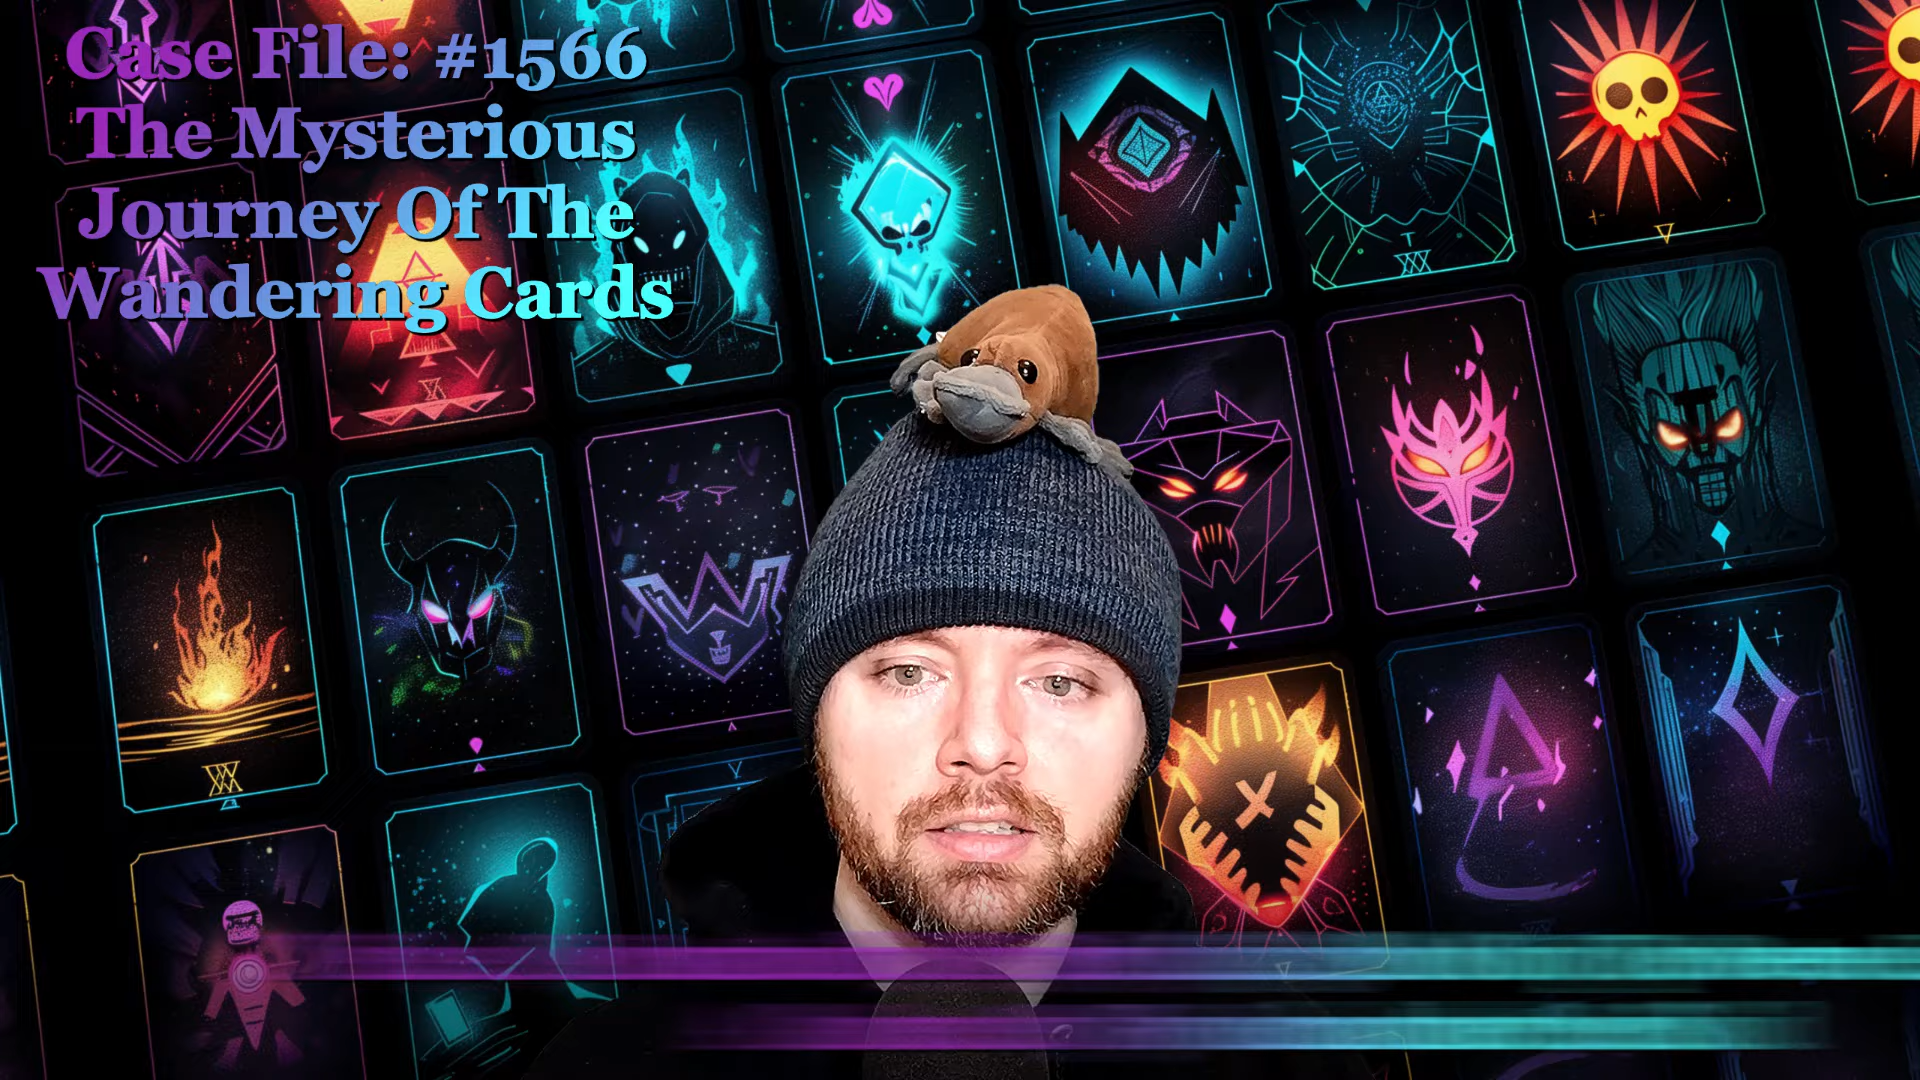 Case File: #1566
The Mysterious
Journey Of The
Wandering Cards